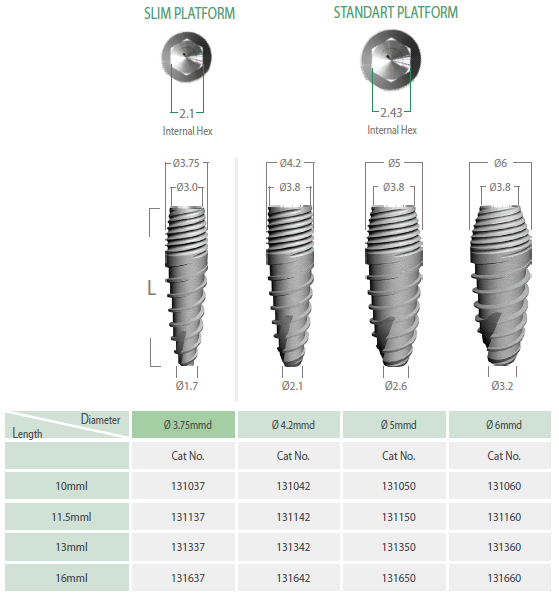 SLIM PLATFORM STANDART PLATFORM
2.1 2.43
Internal Hex Internal Hex
Ø3.75 Ø4.2 Ø5 Ø6
Ø3.0 Ø3.8 Ø3.8 Ø3.8
L
Ø1.7 Ø2.1 Ø2.6 Ø3.2
Diameter
Length
Ø 3.75mmd Ø 4.2mmd Ø 5mmd Ø 6mmd
Cat No. Cat No. Cat No. Cat No.
10mml 131037 131042 131050 131060
11.5mml 131137 131142 131150 131160
13mml 131337 131342 131350 131360
16mml 131637 131642 131650 131660